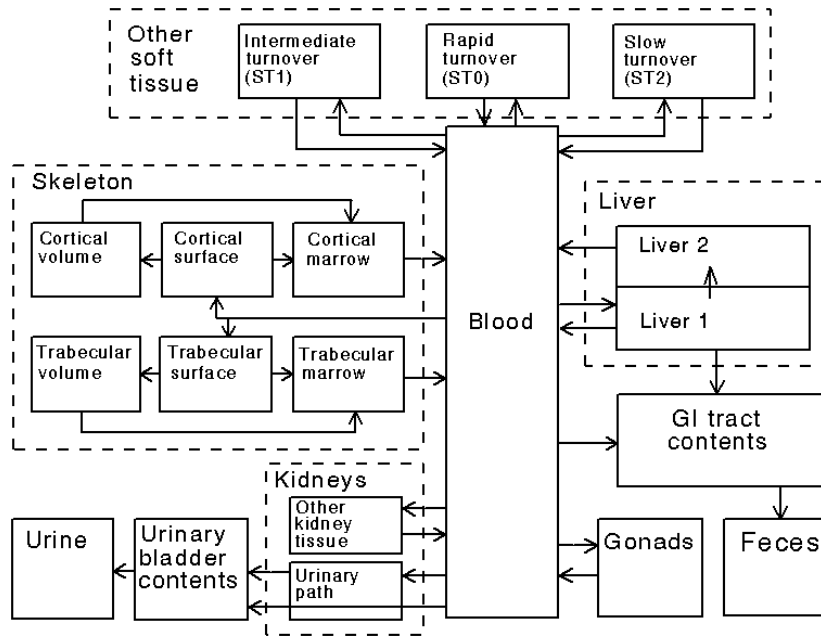 Other
soft
tissue
Intermediate
turnover
(ST1)
Rapid
turnover
(ST0)
Slow
turnover
(ST2)
Skeleton
Cortical
volume
Cortical
surface
Cortical
marrow
Trabecular
volume
Trabecular
surface
Trabecular
marrow
Blood
Liver
Liver 2
Liver 1
GI tract
contents
Kidneys
Other
kidney
tissue
Urinary
path
Urine
Urinary
bladder
contents
Gonads
Feces